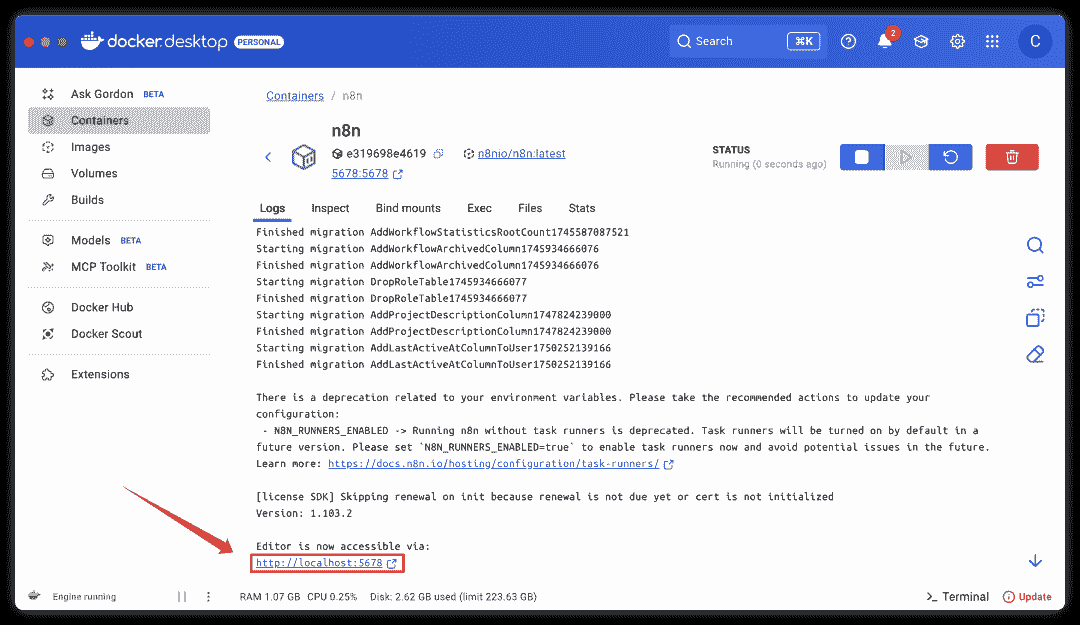 docker.desktop PERSONAL
Search ⌘K
2
C
Ask Gordon BETA
Containers
Images
Volumes
Builds
Models BETA
MCP Toolkit BETA
Docker Hub
Docker Scout
Extensions
Containers / n8n
n8n
e319698e4619 n8nio/n8n:latest
5678:5678
STATUS
Running (0 seconds ago)
Logs Inspect Bind mounts Exec Files Stats
Finished migration AddWorkflowStatisticsRootCount1745587087521
Starting migration AddWorkflowArchivedColumn1745934666076
Finished migration AddWorkflowArchivedColumn1745934666076
Starting migration DropRoleTable1745934666077
Finished migration DropRoleTable1745934666077
Starting migration AddProjectDescriptionColumn1747824239000
Finished migration AddProjectDescriptionColumn1747824239000
Starting migration AddLastActiveAtColumnToUser1750252139166
Finished migration AddLastActiveAtColumnToUser1750252139166
There is a deprecation related to your environment variables. Please take the recommended actions to update your
configuration:
- N8N_RUNNERS_ENABLED -> Running n8n without task runners is deprecated. Task runners will be turned on by default in a
future version. Please set `N8N_RUNNERS_ENABLED=true` to enable task runners now and avoid potential issues in the future.
Learn more: https://docs.n8n.io/hosting/configuration/task-runners/
[license SDK] Skipping renewal on init because renewal is not due yet or cert is not initialized
Version: 1.103.2
Editor is now accessible via:
http://localhost:5678
Engine running
RAM 1.07 GB CPU 0.25% Disk: 2.62 GB used (limit 223.63 GB)
>_ Terminal
Update